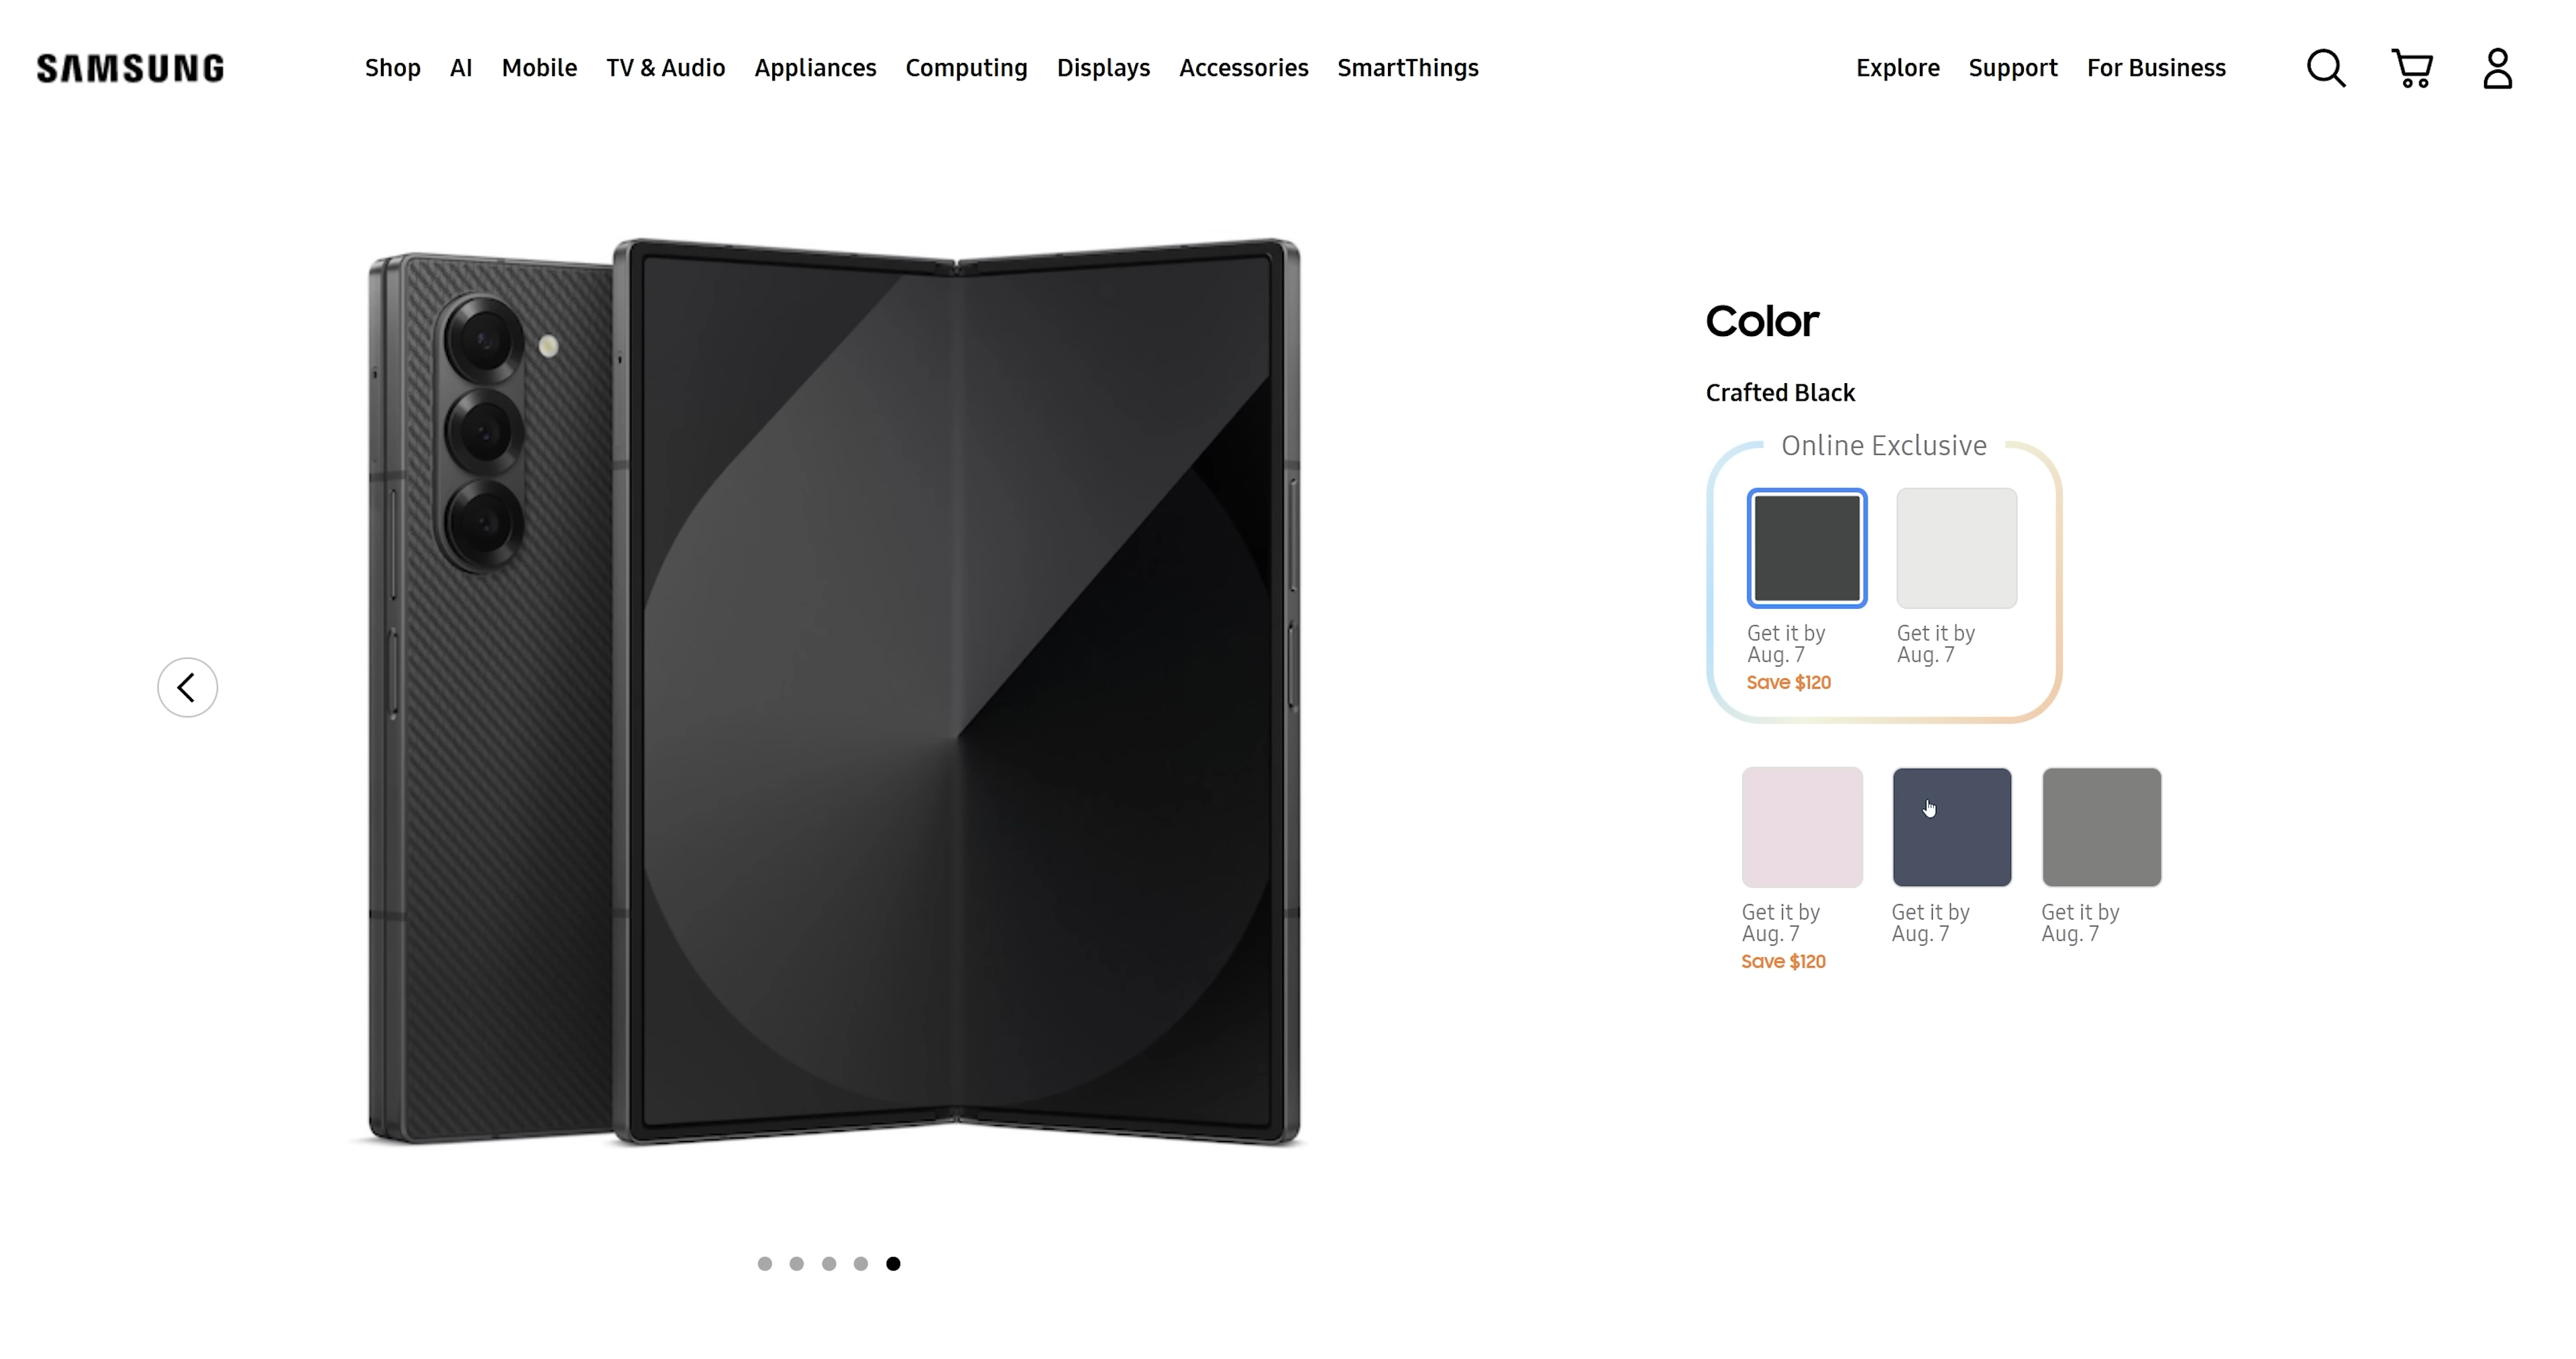 SAMSUNG
Shop AI Mobile TV & Audio Appliances Computing Displays Accessories SmartThings Explore Support For Business
Color
Crafted Black
Online Exclusive
Get it by
Aug. 7
Save $120
Get it by
Aug. 7
Get it by
Aug. 7
Save $120
Get it by
Aug. 7
Get it by
Aug. 7